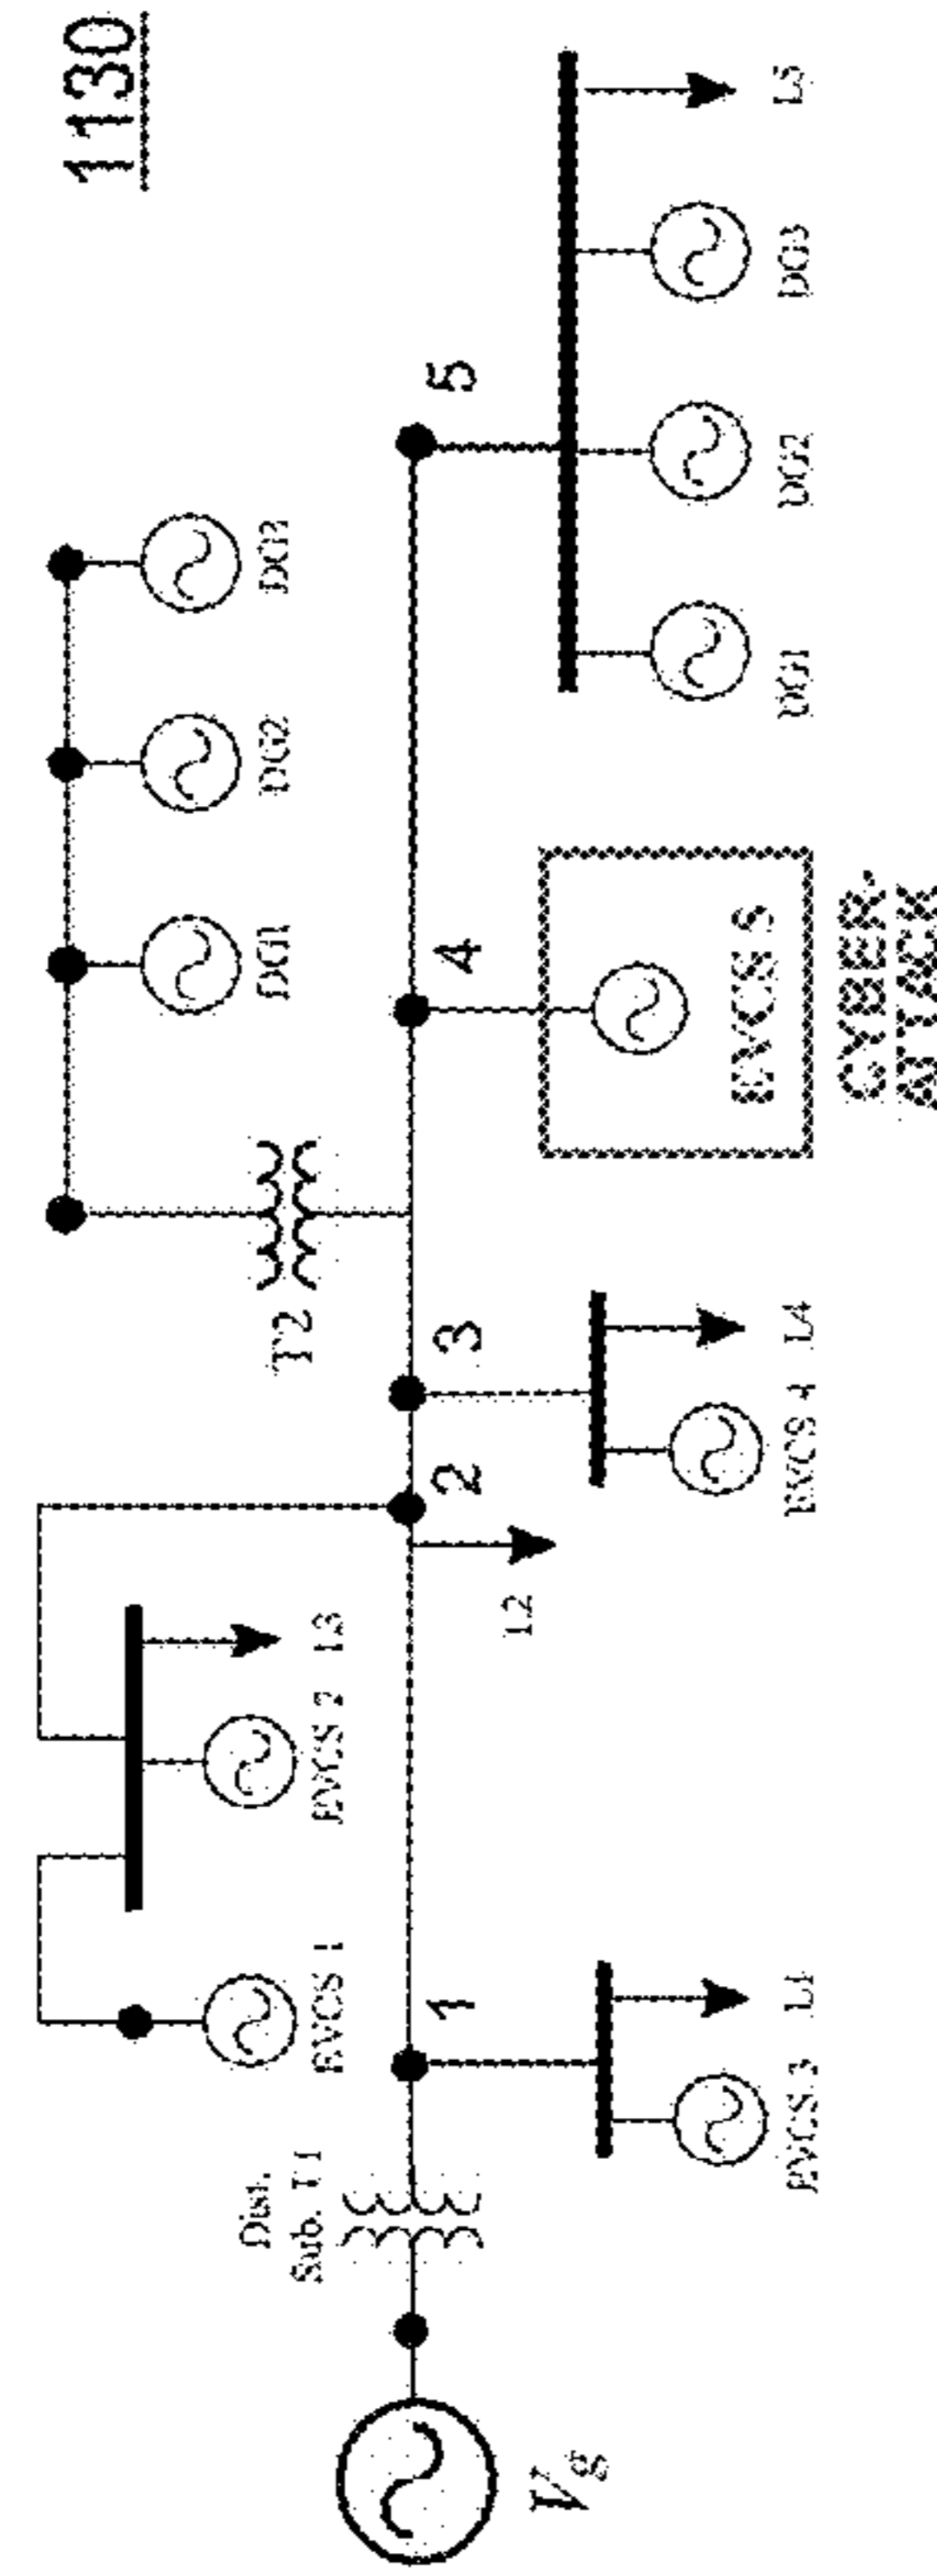 1130
DG1
DG2
DG3
T2
EVCS 1
EVCS 2
L3
Dist.
Sub. T1
Vg
1
2
3
4
5
L2
EVCS 3
L1
EVCS 4
L4
EVCS 5
CYBER-
ATTACK
DG1
DG2
DG3
L5